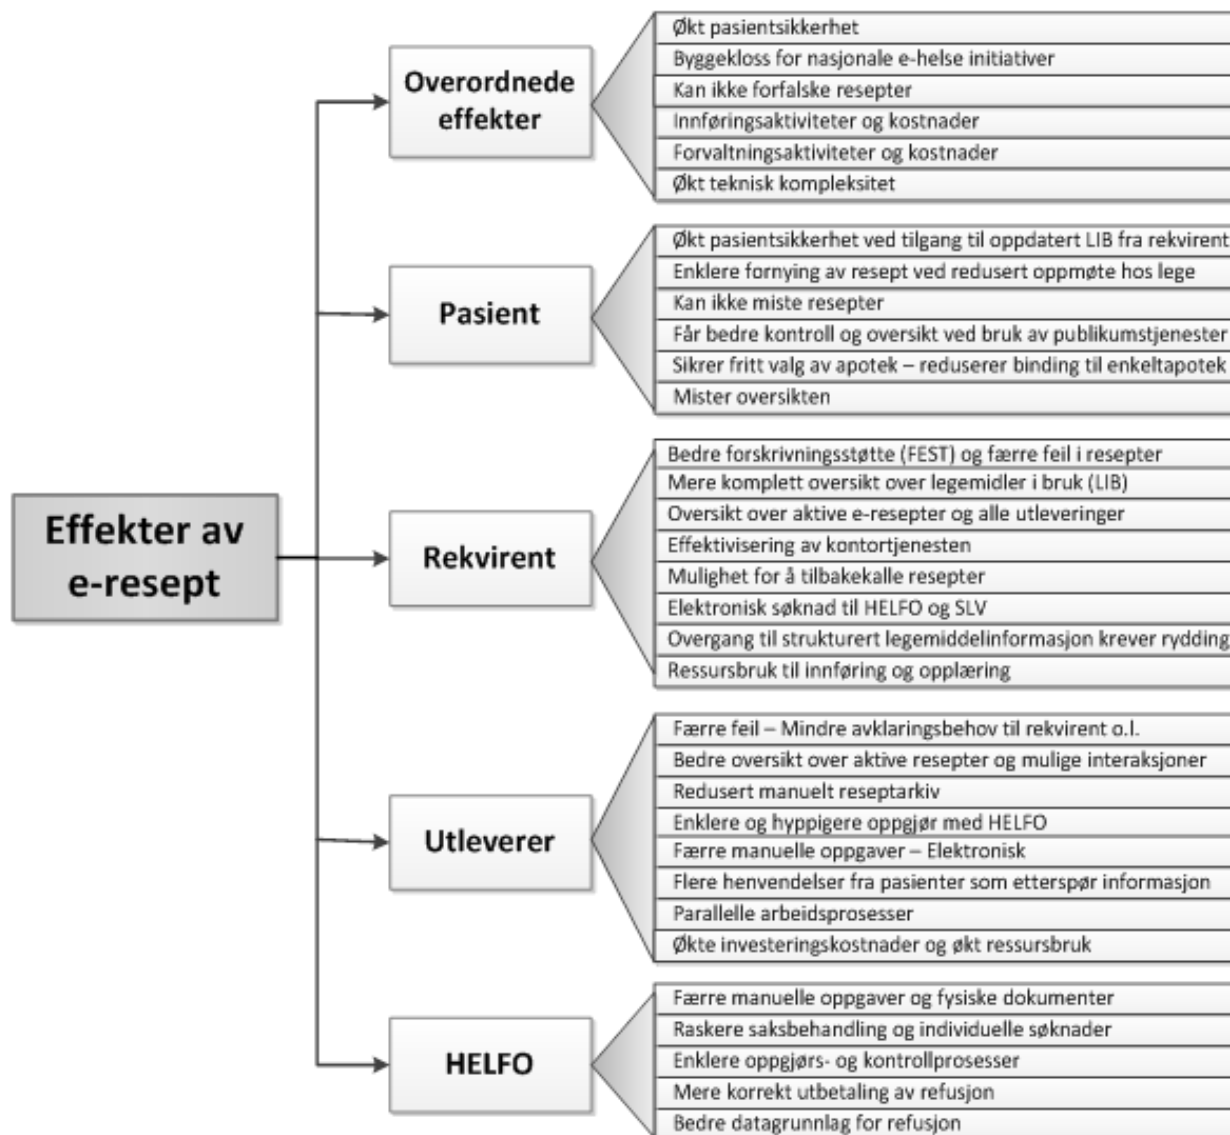 Effekter av
e-resept
Overordnede
effekter
Økt pasientsikkerhet
Byggekloss for nasjonale e-helse initiativer
Kan ikke forfalske resepter
Innføringsaktiviteter og kostnader
Forvaltningsaktiviteter og kostnader
Økt teknisk kompleksitet
Pasient
Økt pasientsikkerhet ved tilgang til oppdatert LIB fra rekvirent
Enklere fornying av resept ved redusert oppmøte hos lege
Kan ikke miste resepter
Får bedre kontroll og oversikt ved bruk av publikumstjenester
Sikrer fritt valg av apotek – reduserer binding til enkeltapotek
Mister oversikten
Rekvirent
Bedre forskrivningsstøtte (FEST) og færre feil i resepter
Mere komplett oversikt over legemidler i bruk (LIB)
Oversikt over aktive e-resepter og alle utleveringer
Effektivisering av kontortjenesten
Mulighet for å tilbakekalle resepter
Elektronisk søknad til HELFO og SLV
Overgang til strukturert legemiddelinformasjon krever rydding
Ressursbruk til innføring og opplæring
Utleverer
Færre feil – Mindre avklaringsbehov til rekvirent o.l.
Bedre oversikt over aktive resepter og mulige interaksjoner
Redusert manuelt reseptarkiv
Enklere og hyppigere oppgjør med HELFO
Færre manuelle oppgaver – Elektronisk
Flere henvendelser fra pasienter som etterspør informasjon
Parallelle arbeidsprosesser
Økte investeringskostnader og økt ressursbruk
HELFO
Færre manuelle oppgaver og fysiske dokumenter
Raskere saksbehandling og individuelle søknader
Enklere oppgjørs- og kontrollprosesser
Mere korrekt utbetaling av refusjon
Bedre datagrunnlag for refusjon